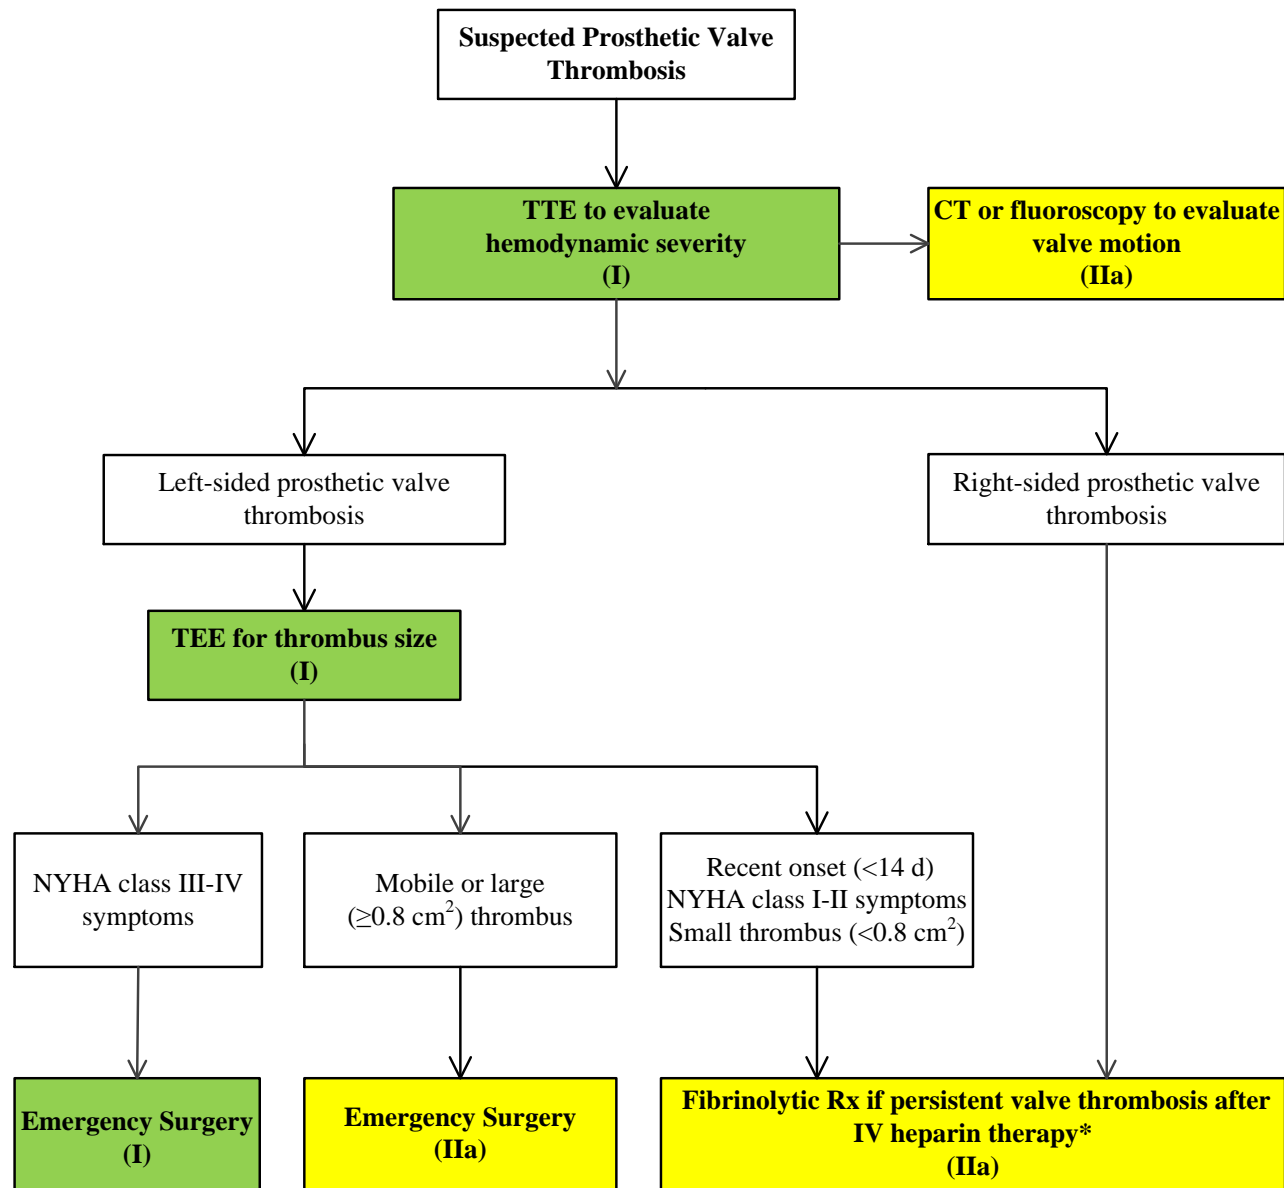 Suspected Prosthetic Valve
Thrombosis
TTE to evaluate
hemodynamic severity
(I)
CT or fluoroscopy to evaluate
valve motion
(IIa)
Left-sided prosthetic valve
thrombosis
Right-sided prosthetic valve
thrombosis
TEE for thrombus size
(I)
NYHA class III-IV
symptoms
Mobile or large
(≥0.8 cm²) thrombus
Recent onset (<14 d)
NYHA class I-II symptoms
Small thrombus (<0.8 cm²)
Emergency Surgery
(I)
Emergency Surgery
(IIa)
Fibrinolytic Rx if persistent valve thrombosis after
IV heparin therapy*
(IIa)